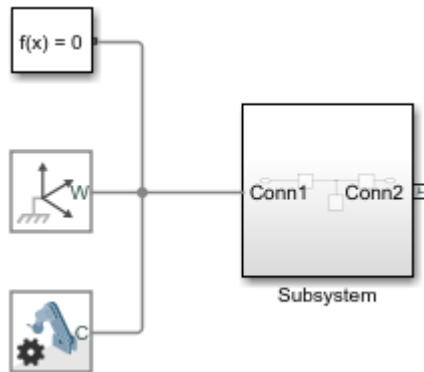 f(x) = 0
W
Conn1 Conn2
Subsystem
C